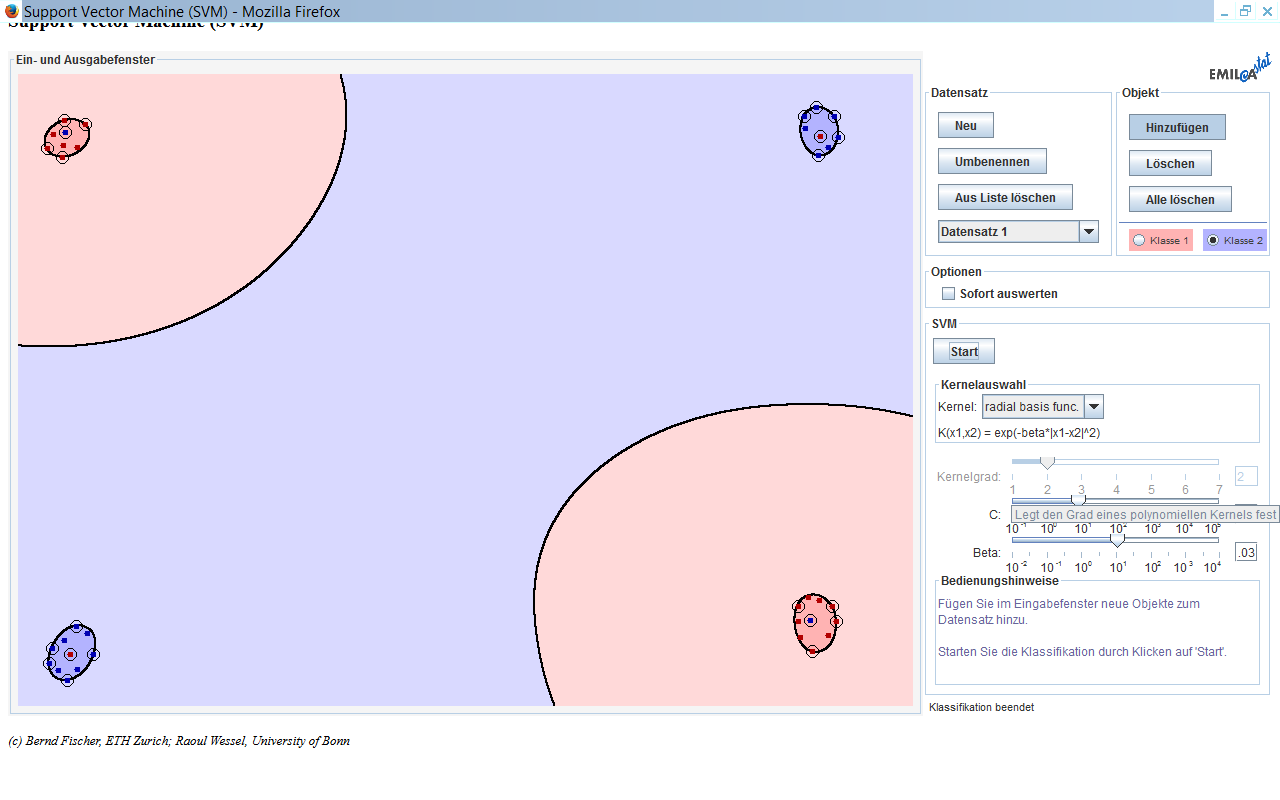 Support Vector Machine (SVM) - Mozilla Firefox
Support Vector Machine (SVM)
Ein- und Ausgabefenster
EMILeA stat
Datensatz
Neu
Umbenennen
Aus Liste löschen
Datensatz 1
Objekt
Hinzufügen
Löschen
Alle löschen
Klasse 1
Klasse 2
Optionen
Sofort auswerten
SVM
Start
Kernelauswahl
Kernel: radial basis func.
K(x1,x2) = exp(-beta*|x1-x2|^2)
Kernelgrad: 2
1 2 3 4 5 6 7
C:
Legt den Grad eines polynomiellen Kernels fest
10^-1 10^0 10^1 10^2 10^3 10^4 10^5
Beta: .03
10^-2 10^-1 10^0 10^1 10^2 10^3 10^4
Bedienungshinweise
Fügen Sie im Eingabefenster neue Objekte zum
Datensatz hinzu.
Starten Sie die Klassifikation durch Klicken auf 'Start'.
Klassifikation beendet
(c) Bernd Fischer, ETH Zurich; Raoul Wessel, University of Bonn